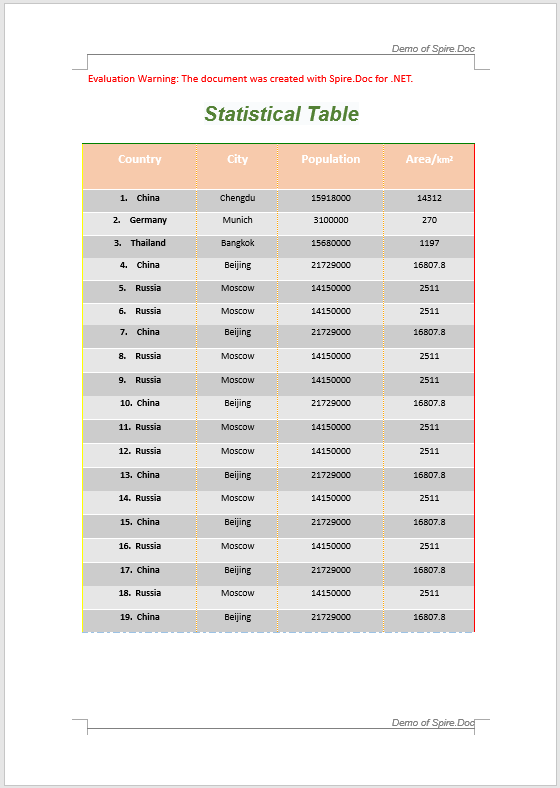 Demo of Spire.Doc
Evaluation Warning: The document was created with Spire.Doc for .NET.
Statistical Table
Country City Population Area/km²
1. China Chengdu 15918000 14312
2. Germany Munich 3100000 270
3. Thailand Bangkok 15680000 1197
4. China Beijing 21729000 16807.8
5. Russia Moscow 14150000 2511
6. Russia Moscow 14150000 2511
7. China Beijing 21729000 16807.8
8. Russia Moscow 14150000 2511
9. Russia Moscow 14150000 2511
10. China Beijing 21729000 16807.8
11. Russia Moscow 14150000 2511
12. Russia Moscow 14150000 2511
13. China Beijing 21729000 16807.8
14. Russia Moscow 14150000 2511
15. China Beijing 21729000 16807.8
16. Russia Moscow 14150000 2511
17. China Beijing 21729000 16807.8
18. Russia Moscow 14150000 2511
19. China Beijing 21729000 16807.8
Demo of Spire.Doc